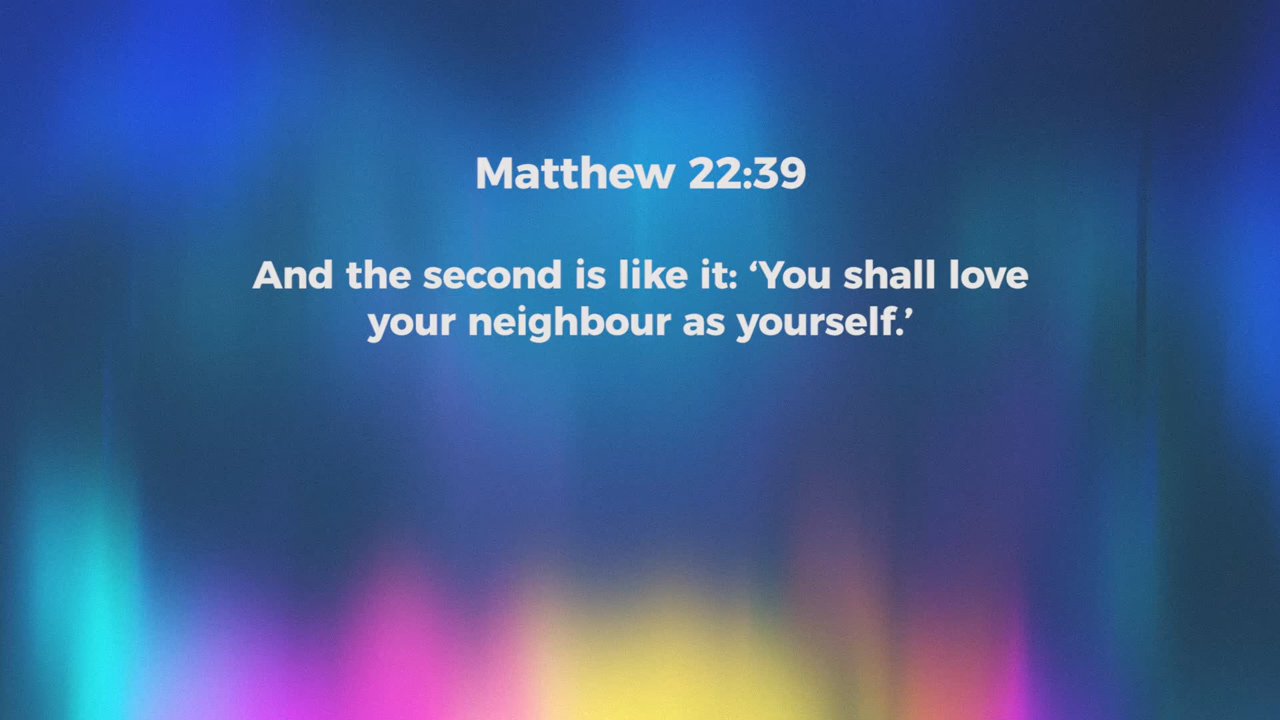 Matthew 22:39
And the second is like it: ‘You shall love
your neighbour as yourself.’